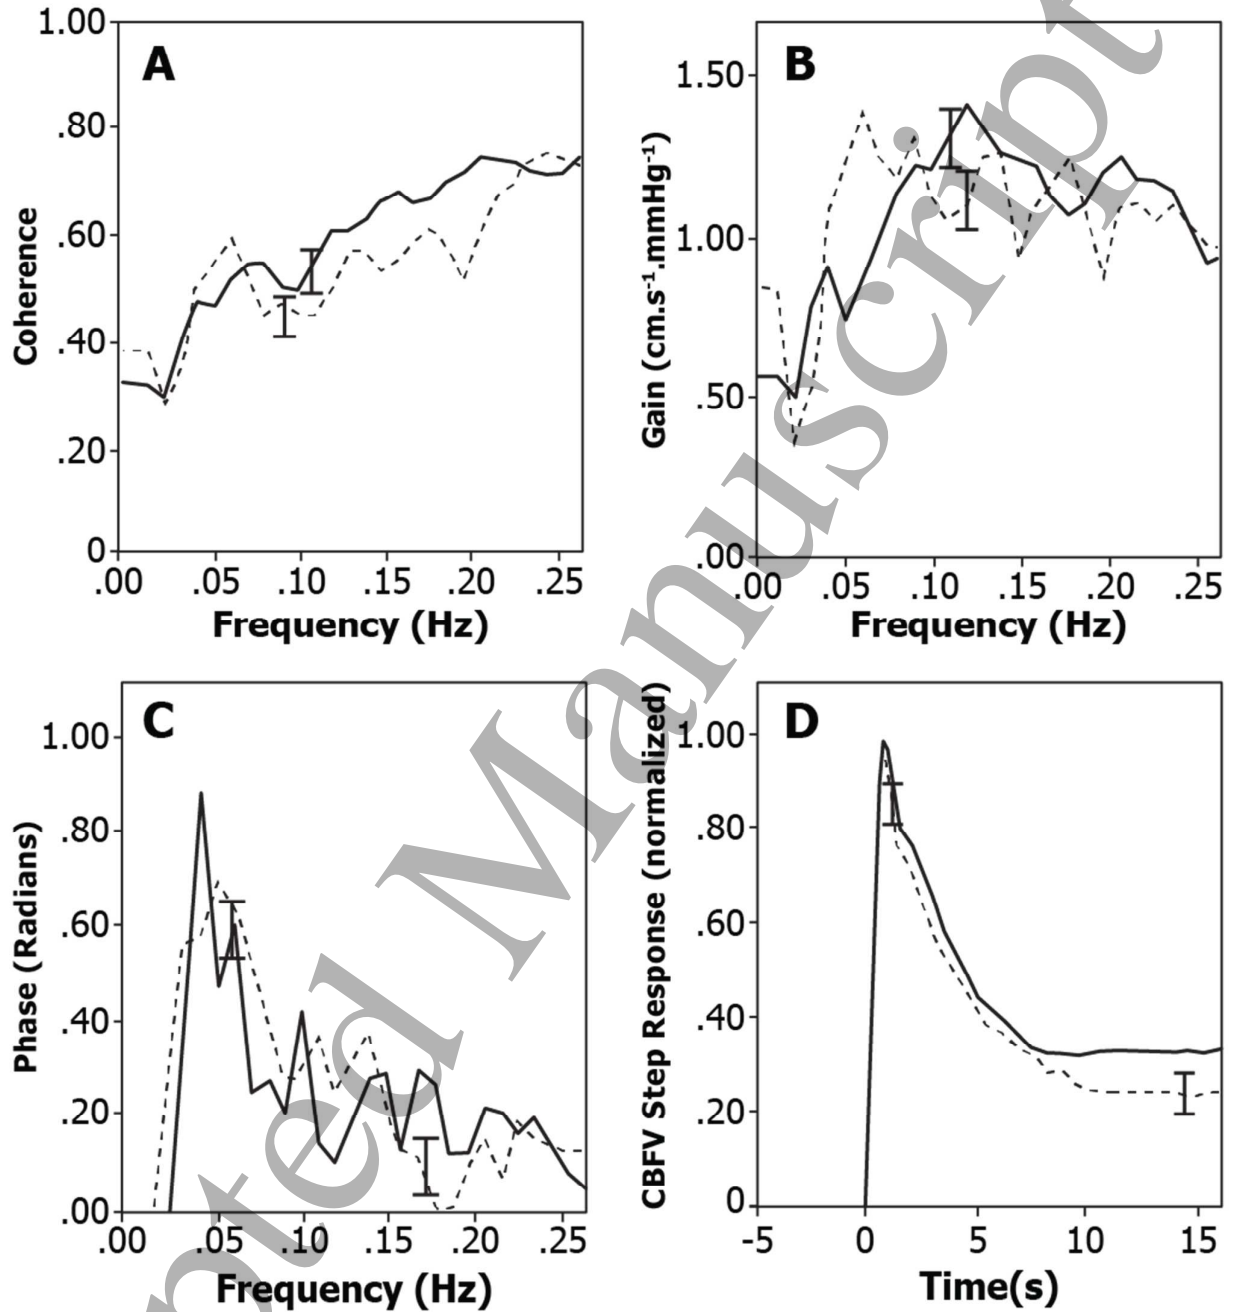 A
1.00
.80
.60
.40
.20
0
Coherence
.00 .05 .10 .15 .20 .25
Frequency (Hz)
B
1.50
1.00
.50
.00
Gain (cm.s-1.mmHg-1)
.00 .05 .10 .15 .20 .25
Frequency (Hz)
C
1.00
.80
.60
.40
.20
.00
Phase (Radians)
.00 .05 .10 .15 .20 .25
Frequency (Hz)
D
1.00
.80
.60
.40
.20
0
CBFV Step Response (normalized)
-5 0 5 10 15
Time(s)
pted Manuscript